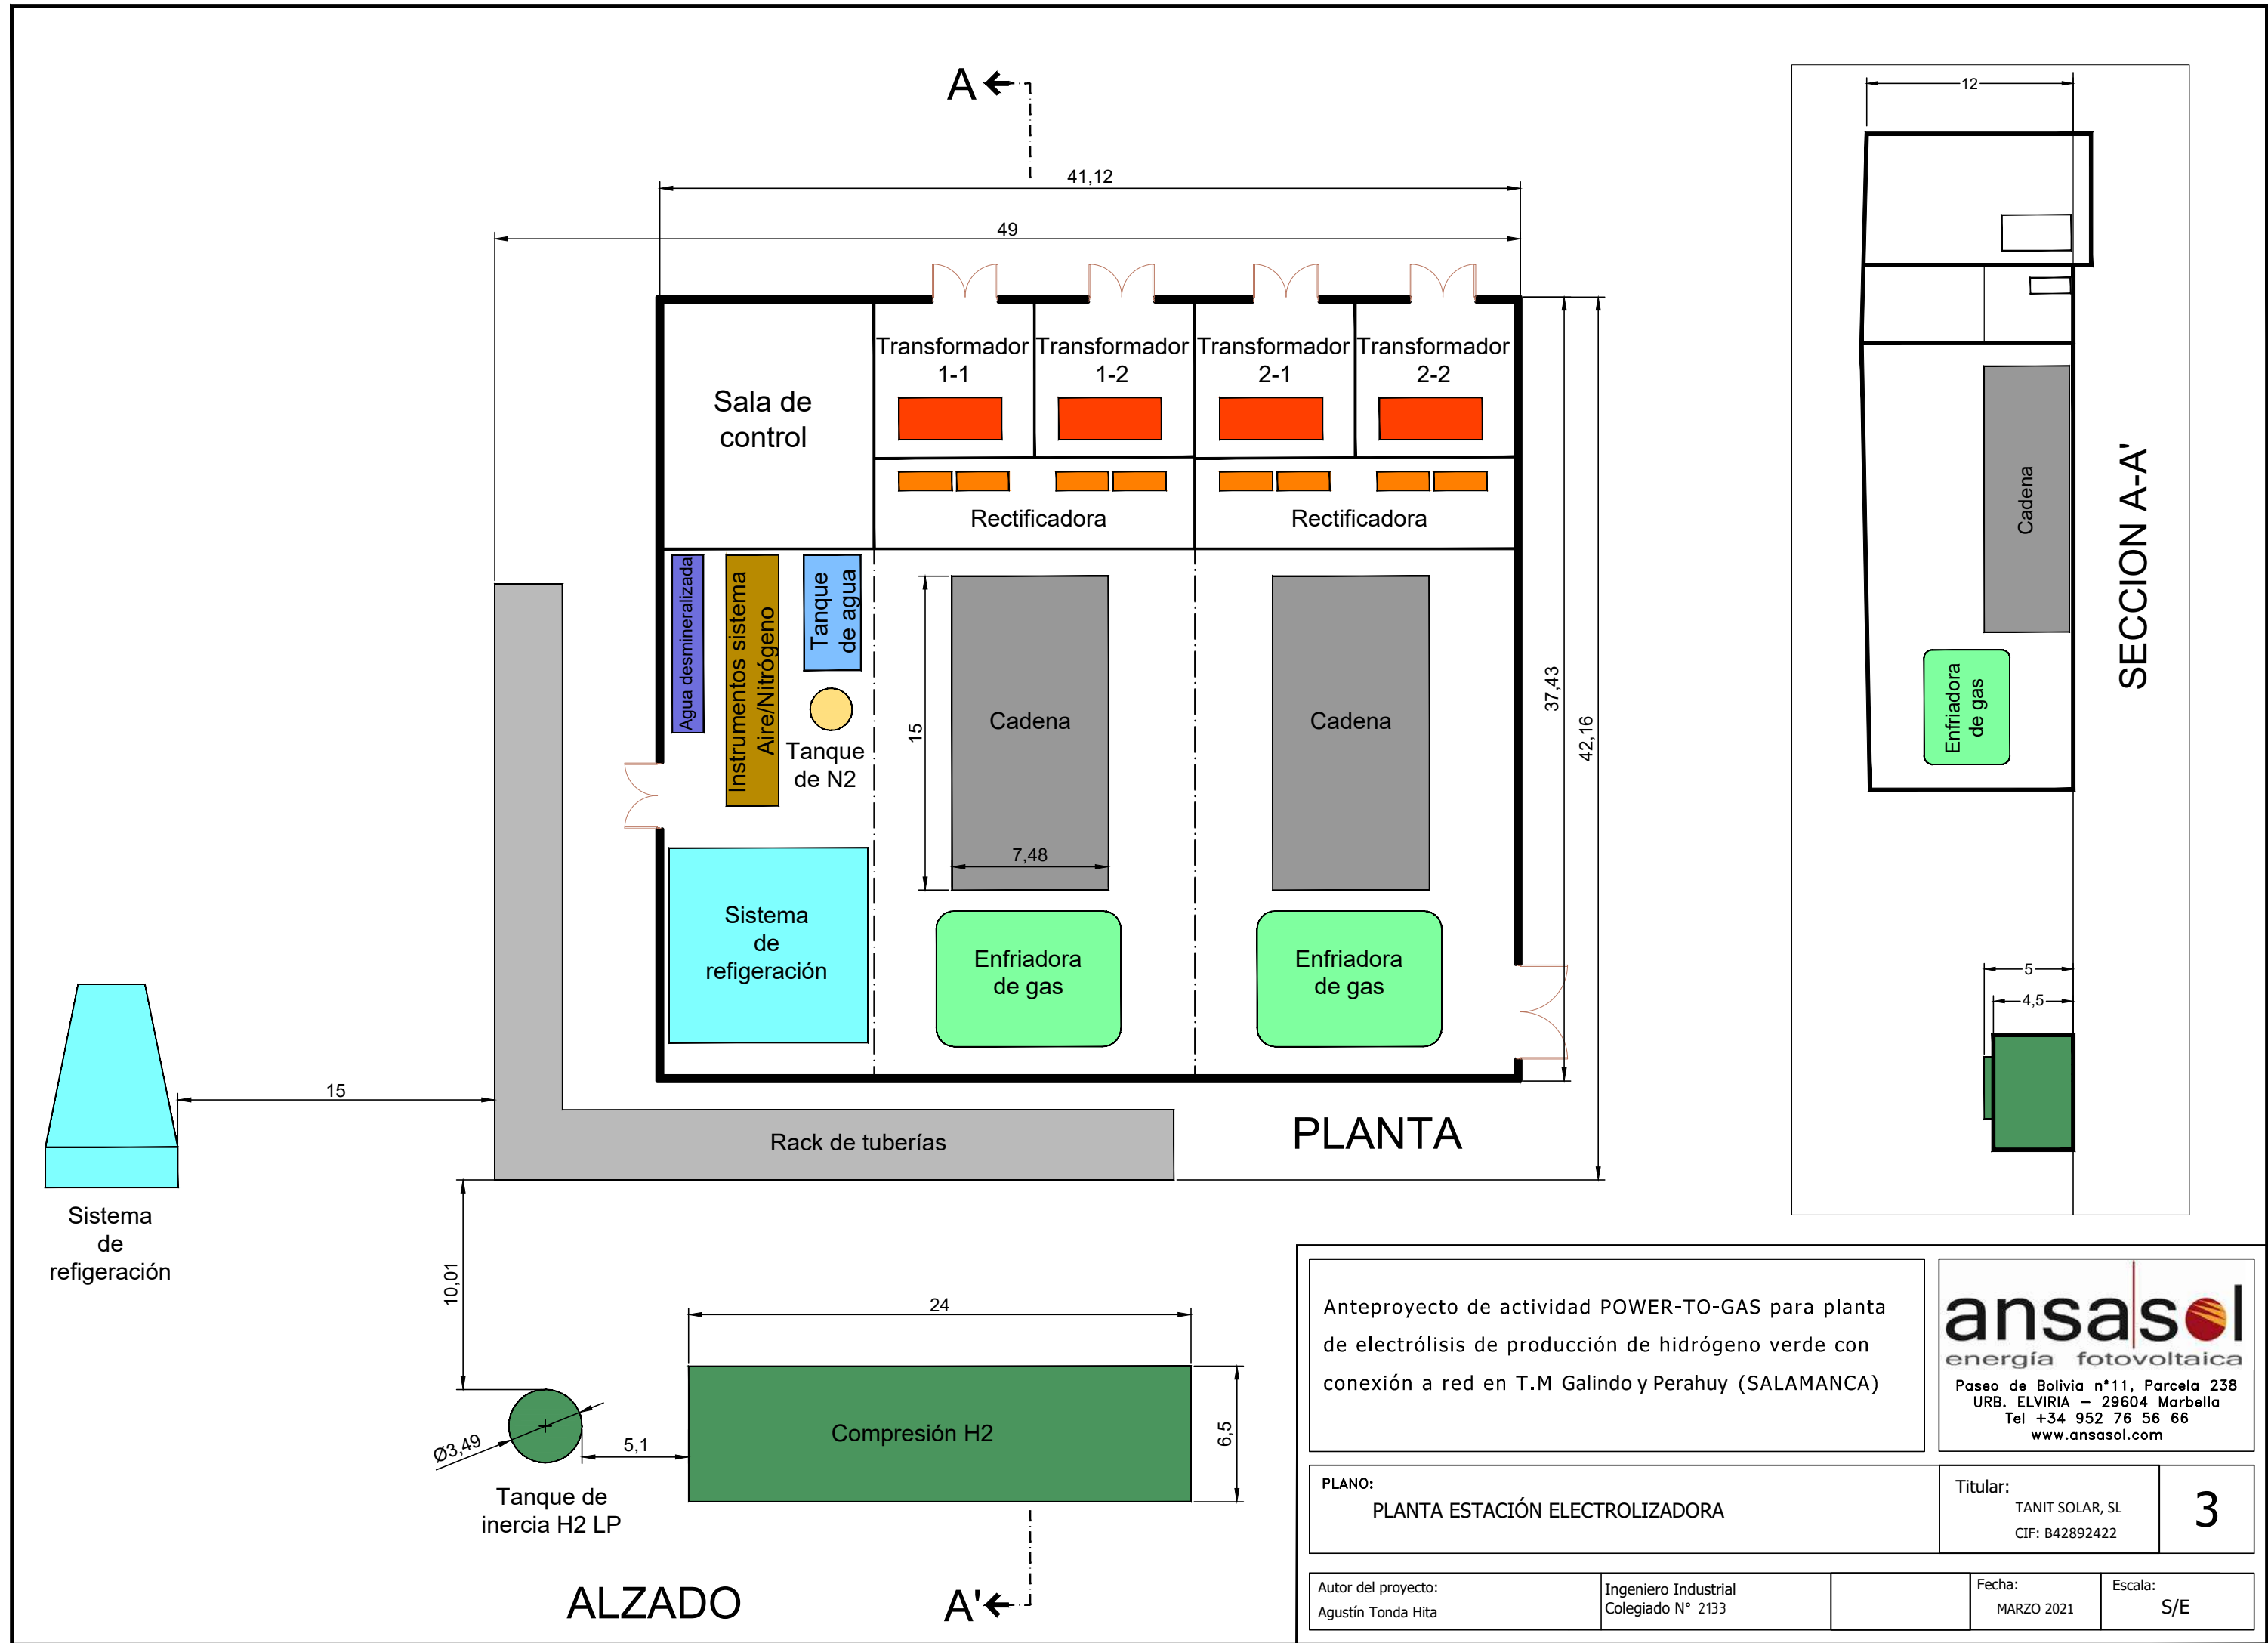 A
41,12
49
12
Transformador
1-1
Transformador
1-2
Transformador
2-1
Transformador
2-2
Sala de
control
Rectificadora
Rectificadora
Agua desmineralizada
Instrumentos sistema
Aire/Nitrógeno
Tanque
de agua
Tanque
de N2
15
Cadena
7,48
Cadena
37,43
42,16
Cadena
SECCION A-A'
Enfriadora
de gas
Sistema
de
refigeración
Enfriadora
de gas
Enfriadora
de gas
5
4,5
15
Rack de tuberías
PLANTA
Sistema
de
refigeración
10,01
24
Compresión H2
6,5
Ø3,49
5,1
Tanque de
inercia H2 LP
ALZADO
A'
Anteproyecto de actividad POWER-TO-GAS para planta
de electrólisis de producción de hidrógeno verde con
conexión a red en T.M Galindo y Perahuy (SALAMANCA)
ansasol
energía fotovoltaica
Paseo de Bolivia n°11, Parcela 238
URB. ELVIRIA – 29604 Marbella
Tel +34 952 76 56 66
www.ansasol.com
PLANO:
PLANTA ESTACIÓN ELECTROLIZADORA
Titular:
TANIT SOLAR, SL
CIF: B42892422
3
Autor del proyecto:
Agustín Tonda Hita
Ingeniero Industrial
Colegiado N° 2133
Fecha:
MARZO 2021
Escala:
S/E